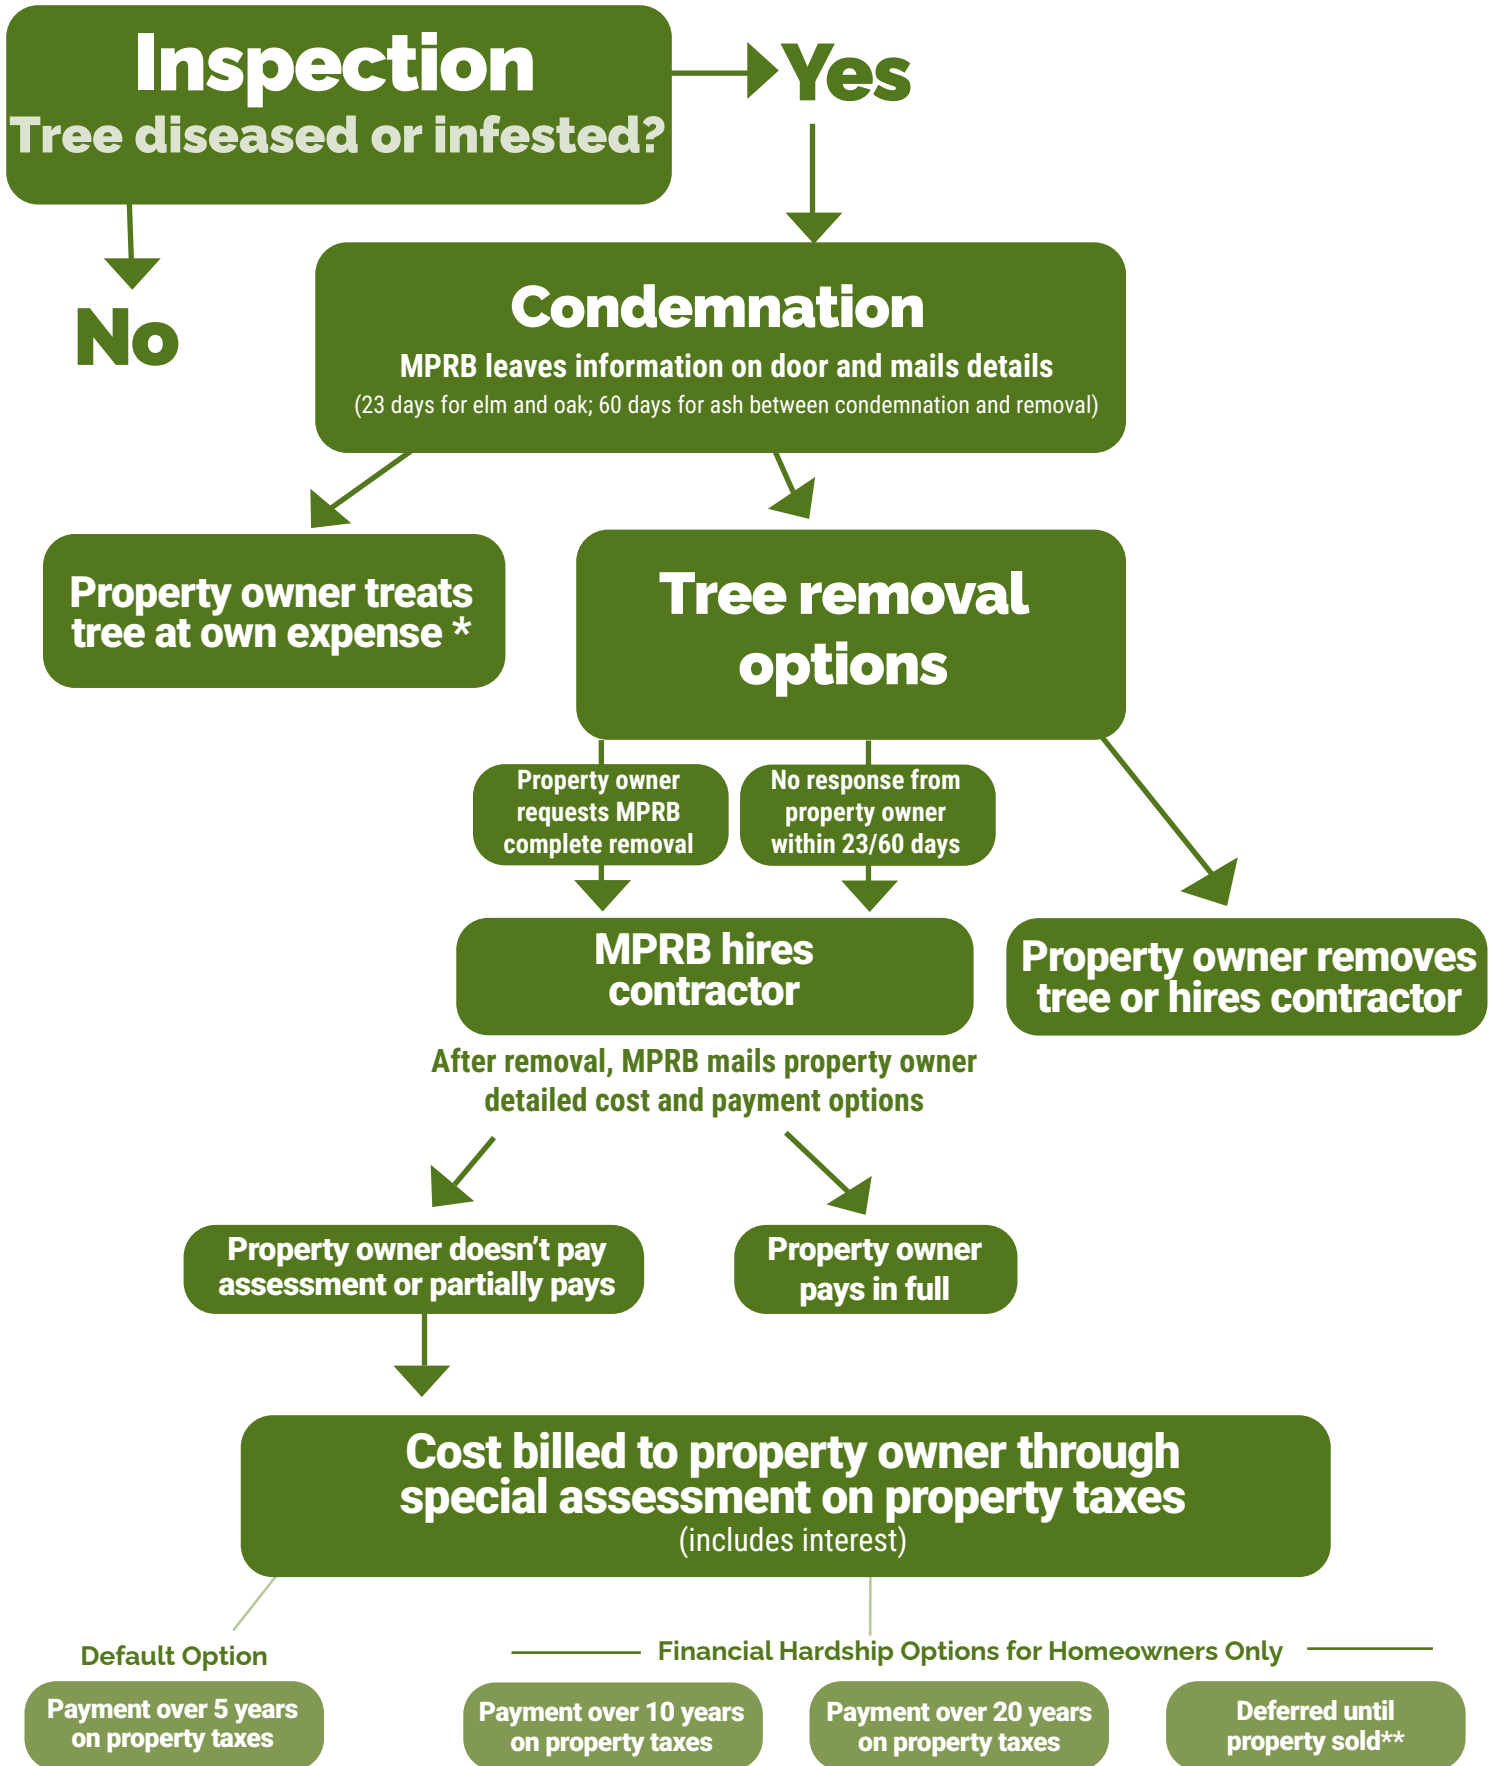 Inspection
Tree diseased or infested?
Yes
No
Condemnation
MPRB leaves information on door and mails details
(23 days for elm and oak; 60 days for ash between condemnation and removal)
Property owner treats
tree at own expense *
Tree removal
options
Property owner
requests MPRB
complete removal
No response from
property owner
within 23/60 days
MPRB hires
contractor
Property owner removes
tree or hires contractor
After removal, MPRB mails property owner
detailed cost and payment options
Property owner doesn’t pay
assessment or partially pays
Property owner
pays in full
Cost billed to property owner through
special assessment on property taxes
(includes interest)
Default Option
Financial Hardship Options for Homeowners Only
Payment over 5 years
on property taxes
Payment over 10 years
on property taxes
Payment over 20 years
on property taxes
Deferred until
property sold**